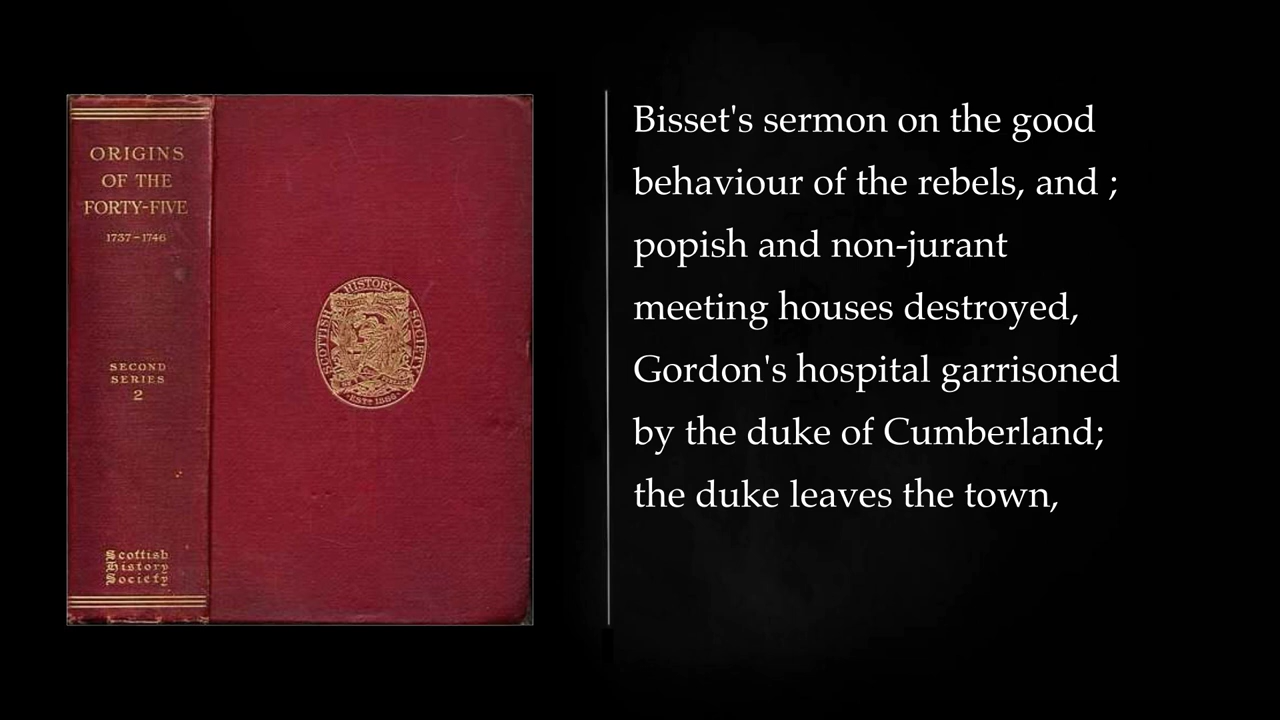 ORIGINS
OF THE
FORTY-FIVE
1737-1746
SECOND
SERIES
2
Scottish
History
Society
SCOTTISH HISTORY SOCIETY
·ESTD 1886·
Bisset's sermon on the good
behaviour of the rebels, and ;
popish and non-jurant
meeting houses destroyed,
Gordon's hospital garrisoned
by the duke of Cumberland;
the duke leaves the town,